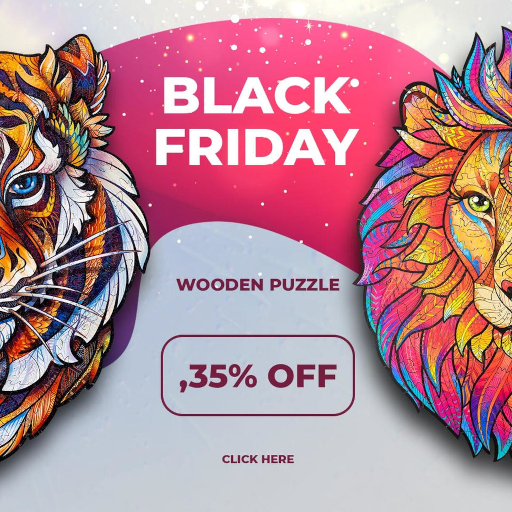 BLACK
FRIDAY
WOODEN PUZZLE
,35% OFF
CLICK HERE